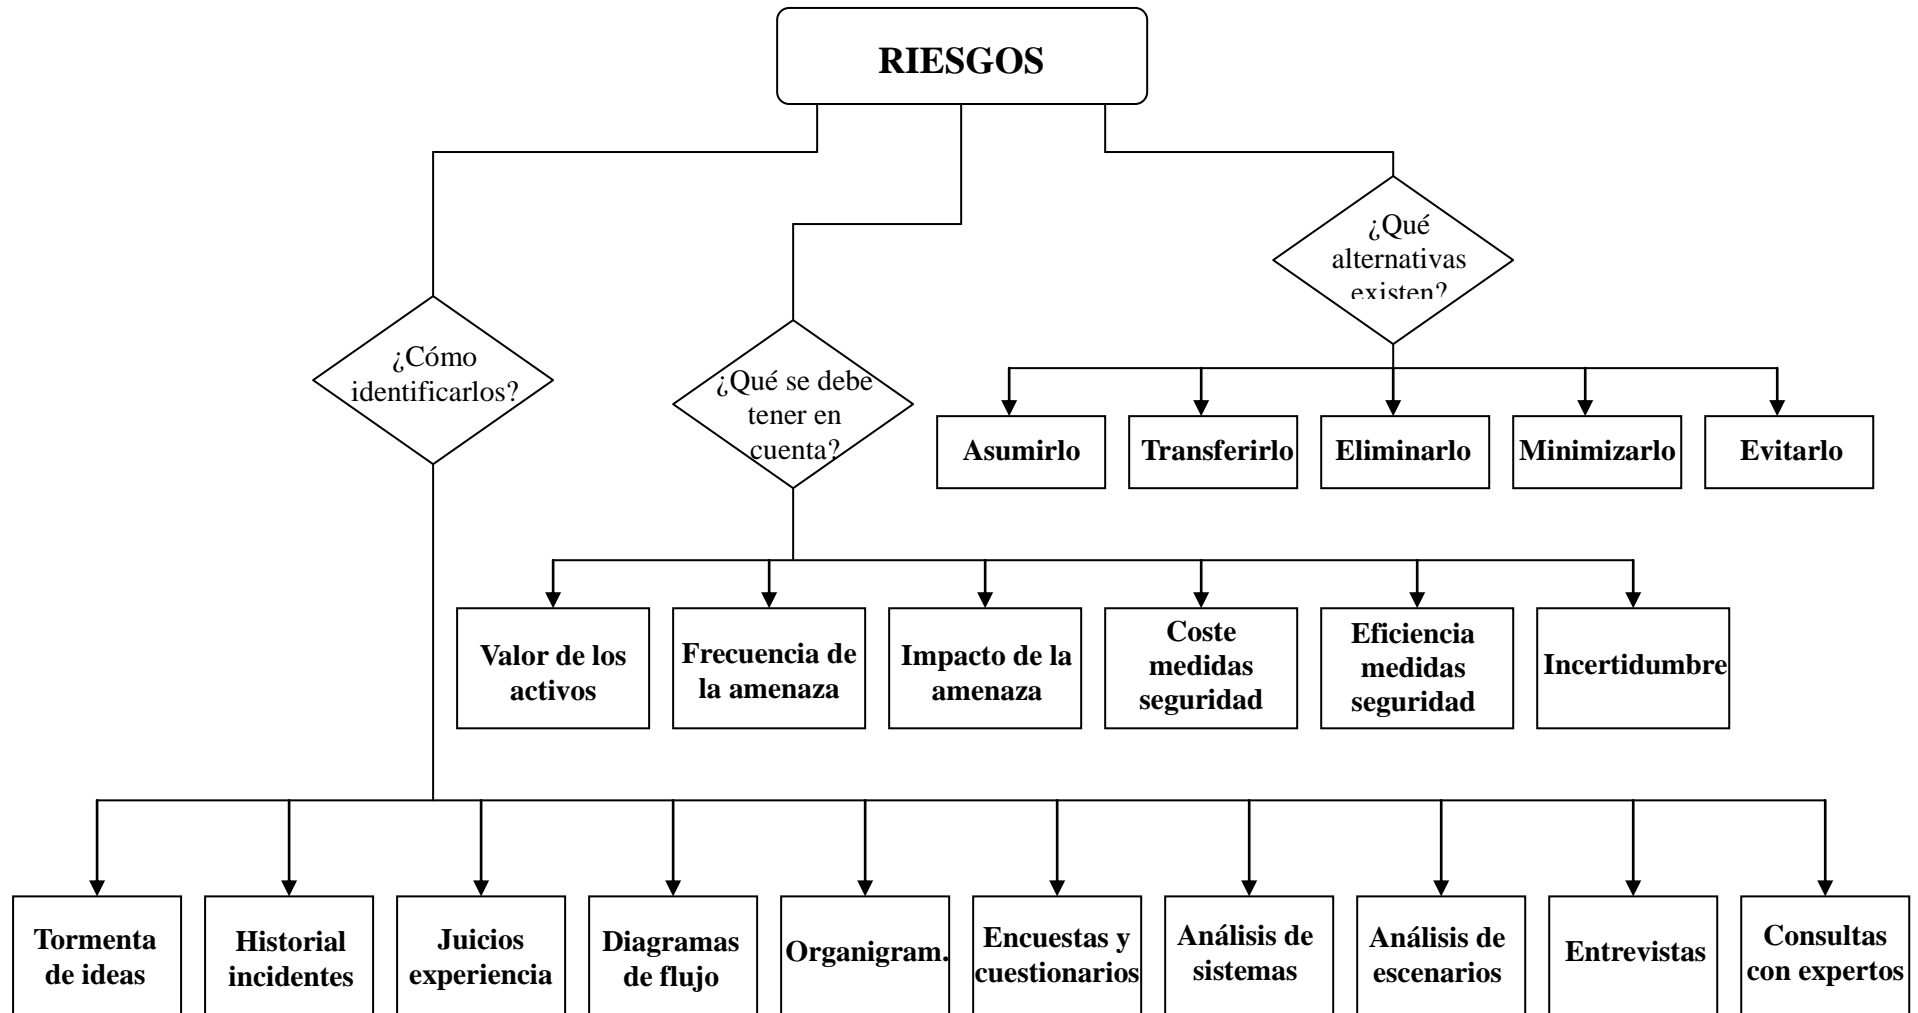 RIESGOS
¿Qué
alternativas
existen?
¿Cómo
identificarlos?
¿Qué se debe
tener en
cuenta?
Asumirlo
Transferirlo
Eliminarlo
Minimizarlo
Evitarlo
Valor de los
activos
Frecuencia de
la amenaza
Impacto de la
amenaza
Coste
medidas
seguridad
Eficiencia
medidas
seguridad
Incertidumbre
Tormenta
de ideas
Historial
incidentes
Juicios
experiencia
Diagramas
de flujo
Organigram.
Encuestas y
cuestionarios
Análisis de
sistemas
Análisis de
escenarios
Entrevistas
Consultas
con expertos